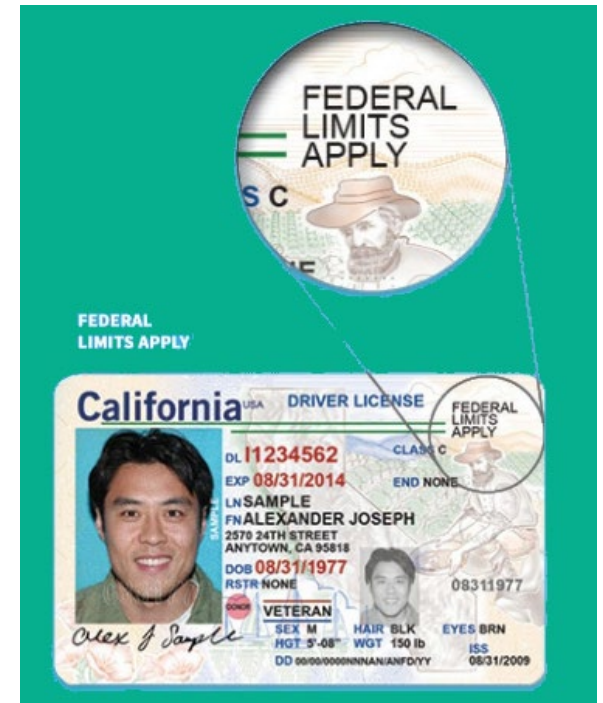 FEDERAL
LIMITS
APPLY
S C
FEDERAL
LIMITS APPLY
California USA DRIVER LICENSE
FEDERAL
LIMITS
APPLY
DL I1234562
CLASS C
EXP 08/31/2014
END NONE
LN SAMPLE
FN ALEXANDER JOSEPH
2570 24TH STREET
ANYTOWN, CA 95818
DOB 08/31/1977
RSTR NONE
08311977
SAMPLE
DONOR
VETERAN
SEX M HAIR BLK EYES BRN
HGT 5'-08" WGT 150 lb
ISS
DD 00/00/0000NNNAN/ANFD/YY
08/31/2009
Alex J Sample